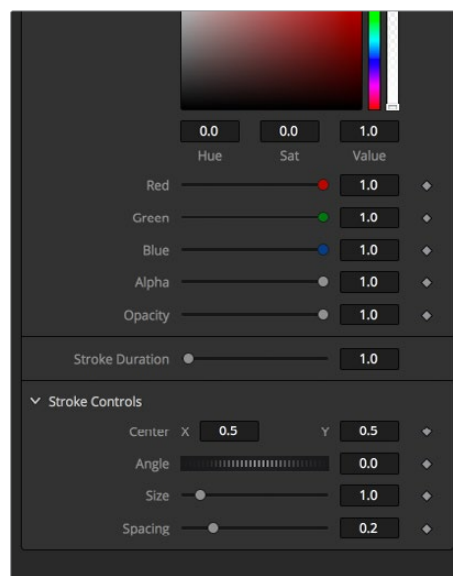 0.0 0.0 1.0
Hue Sat Value
Red 1.0
Green 1.0
Blue 1.0
Alpha 1.0
Opacity 1.0
Stroke Duration 1.0
Stroke Controls
Center X 0.5 Y 0.5
Angle 0.0
Size 1.0
Spacing 0.2